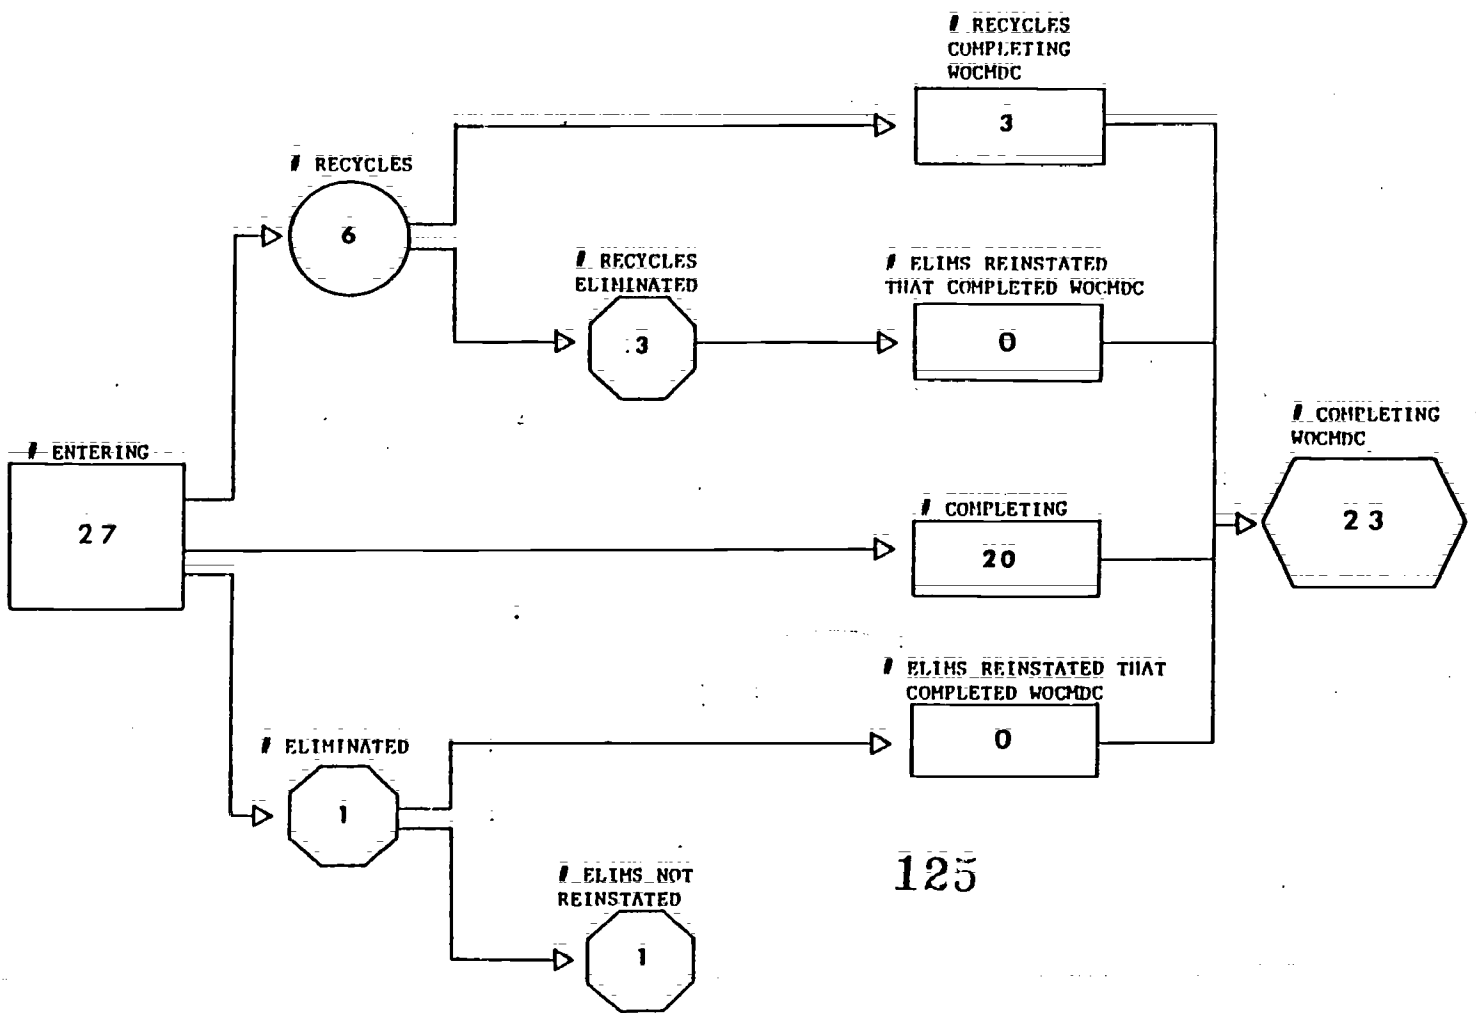 # RECYCLES
COMPLETING
WOCMDC
3
# RECYCLES
6
# RECYCLES
ELIMINATED
3
# ELIMS REINSTATED
THAT COMPLETED WOCMDC
0
# ENTERING
27
# COMPLETING
20
# COMPLETING
WOCMDC
23
# ELIMS REINSTATED THAT
COMPLETED WOCMDC
0
# ELIMINATED
1
# ELIMS NOT
REINSTATED
1
125